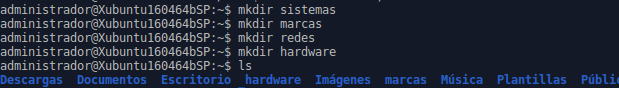 administrador@Xubuntu160464bSP:~$ mkdir sistemas
administrador@Xubuntu160464bSP:~$ mkdir marcas
administrador@Xubuntu160464bSP:~$ mkdir redes
administrador@Xubuntu160464bSP:~$ mkdir hardware
administrador@Xubuntu160464bSP:~$ ls
Descargas Documentos Escritorio hardware Imágenes marcas Música Plantillas Públi